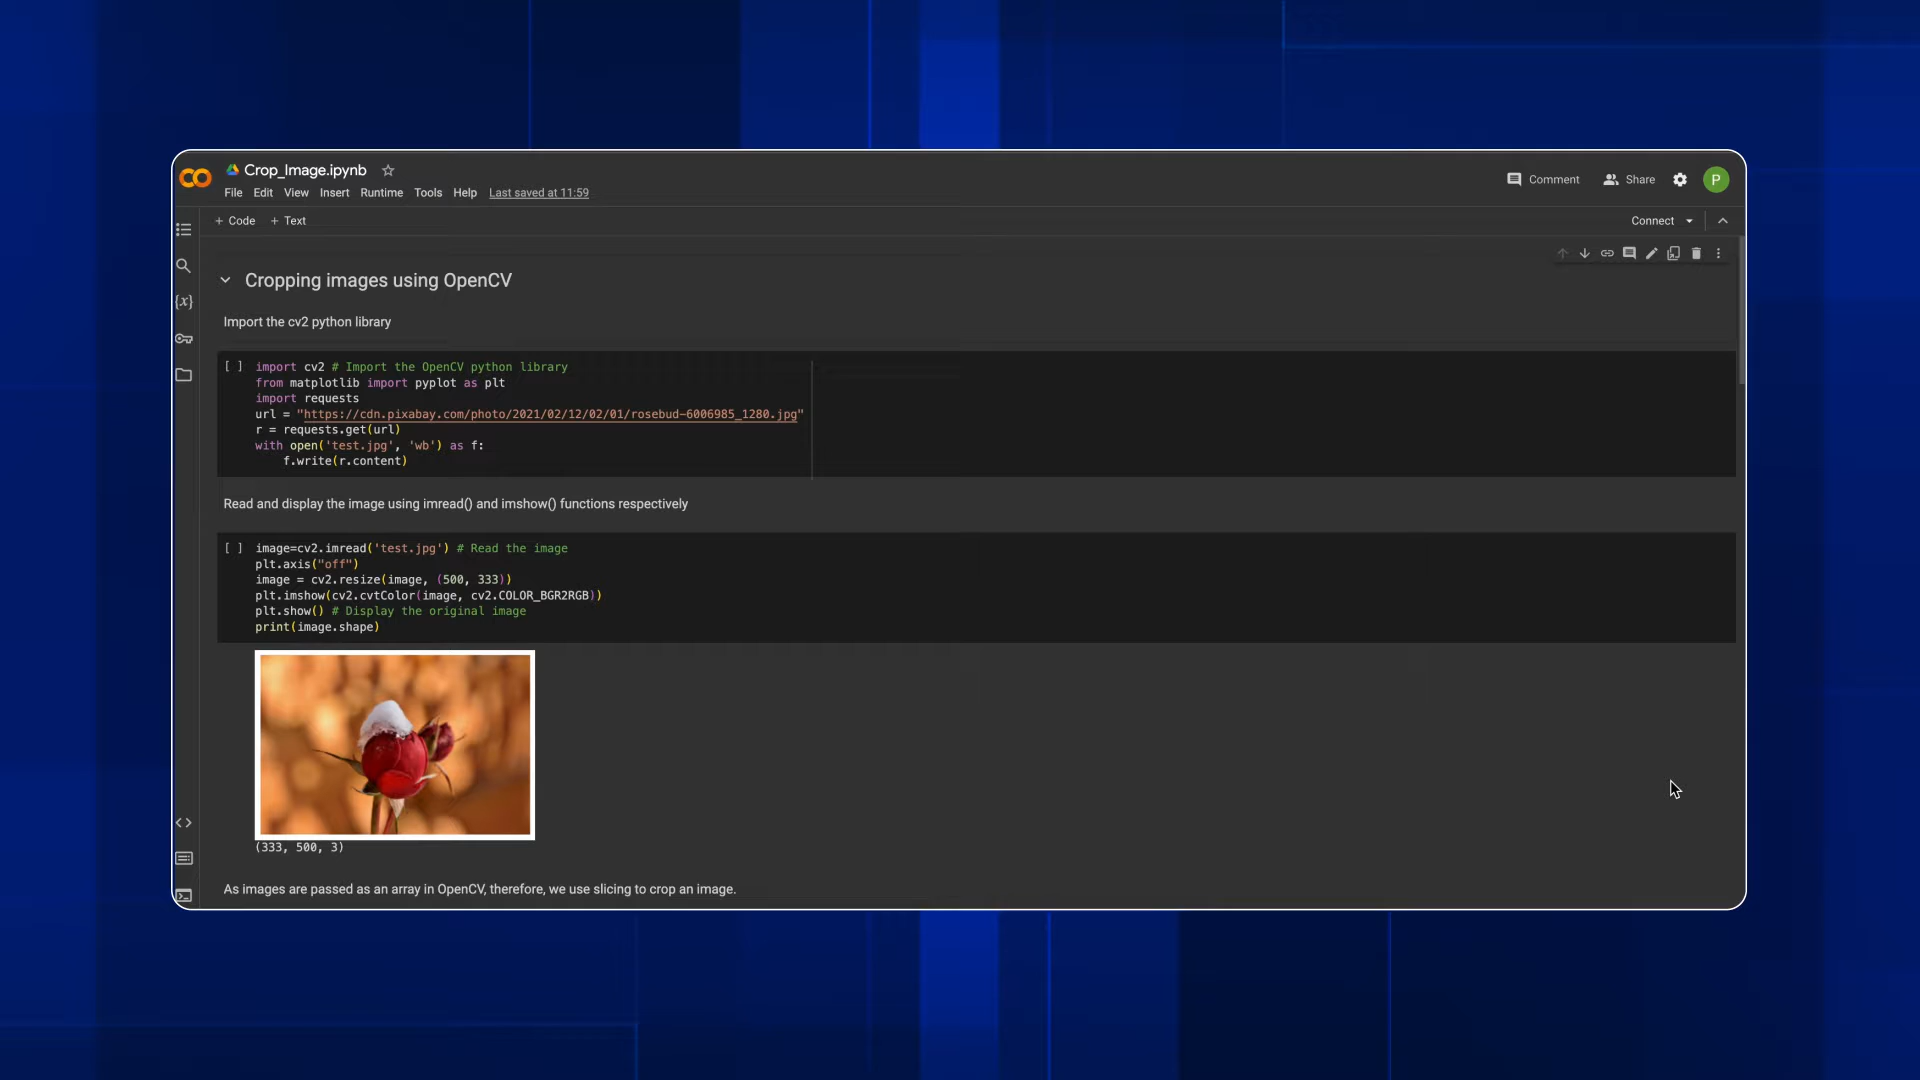 Crop_Image.ipynb
File Edit View Insert Runtime Tools Help Last saved at 11:59
Comment Share P
+ Code + Text
Connect
Cropping images using OpenCV
Import the cv2 python library
[ ] import cv2 # Import the OpenCV python library
from matplotlib import pyplot as plt
import requests
url = "https://cdn.pixabay.com/photo/2021/02/12/02/01/rosebud-6006985_1280.jpg"
r = requests.get(url)
with open('test.jpg', 'wb') as f:
    f.write(r.content)
Read and display the image using imread() and imshow() functions respectively
[ ] image=cv2.imread('test.jpg') # Read the image
plt.axis("off")
image = cv2.resize(image, (500, 333))
plt.imshow(cv2.cvtColor(image, cv2.COLOR_BGR2RGB))
plt.show() # Display the original image
print(image.shape)
(333, 500, 3)
As images are passed as an array in OpenCV, therefore, we use slicing to crop an image.